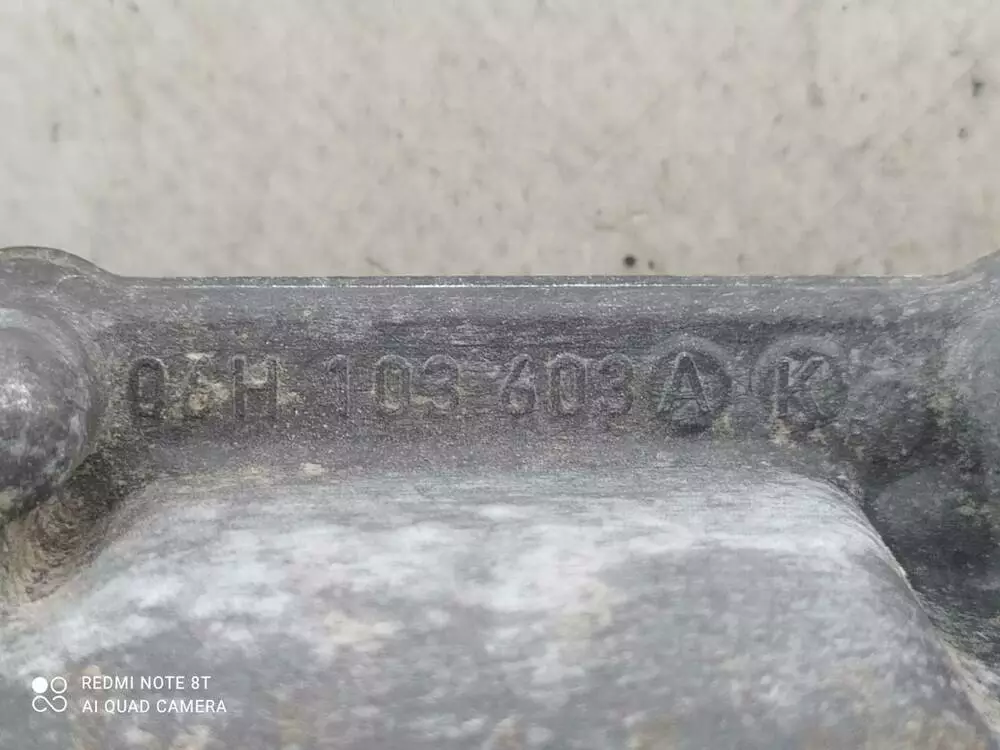 06H 103 603 A K
REDMI NOTE 8T
AI QUAD CAMERA